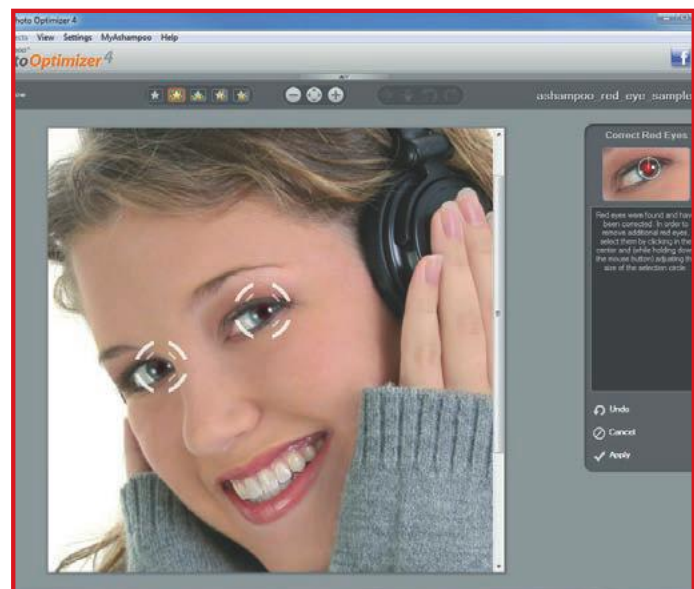 hoto Optimizer 4
ects View Settings MyAshampoo Help
to Optimizer 4
ashampoo_red_eye_sample
Correct Red Eyes
Red eyes were found and have
been corrected. In order to
remove additional red eyes,
select them by clicking in the
center and (while holding down
the mouse button) adjusting th
size of the selection circle
Undo
Cancel
Apply